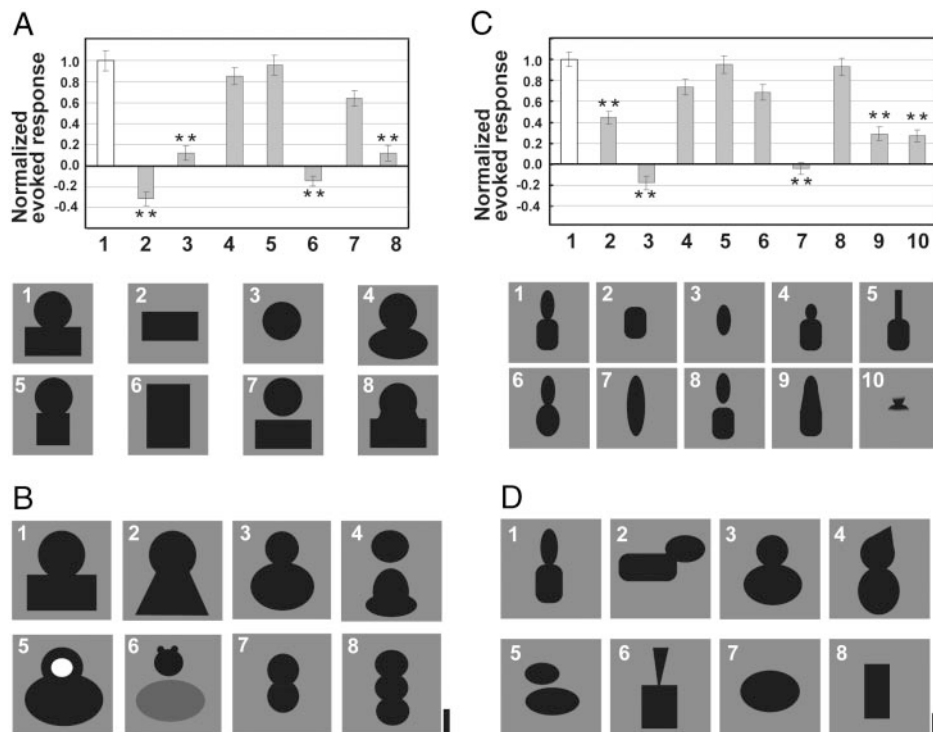 A
Normalized
evoked response
1.0
0.8
0.6
0.4
0.2
0.0
-0.2
-0.4
**
**
**
**
1 2 3 4 5 6 7 8
1 2 3 4
5 6 7 8
B
1 2 3 4
5 6 7 8
C
Normalized
evoked response
1.0
0.8
0.6
0.4
0.2
0.0
-0.2
-0.4
**
**
**
**
**
1 2 3 4 5 6 7 8 9 10
1 2 3 4 5
6 7 8 9 10
D
1 2 3 4
5 6 7 8